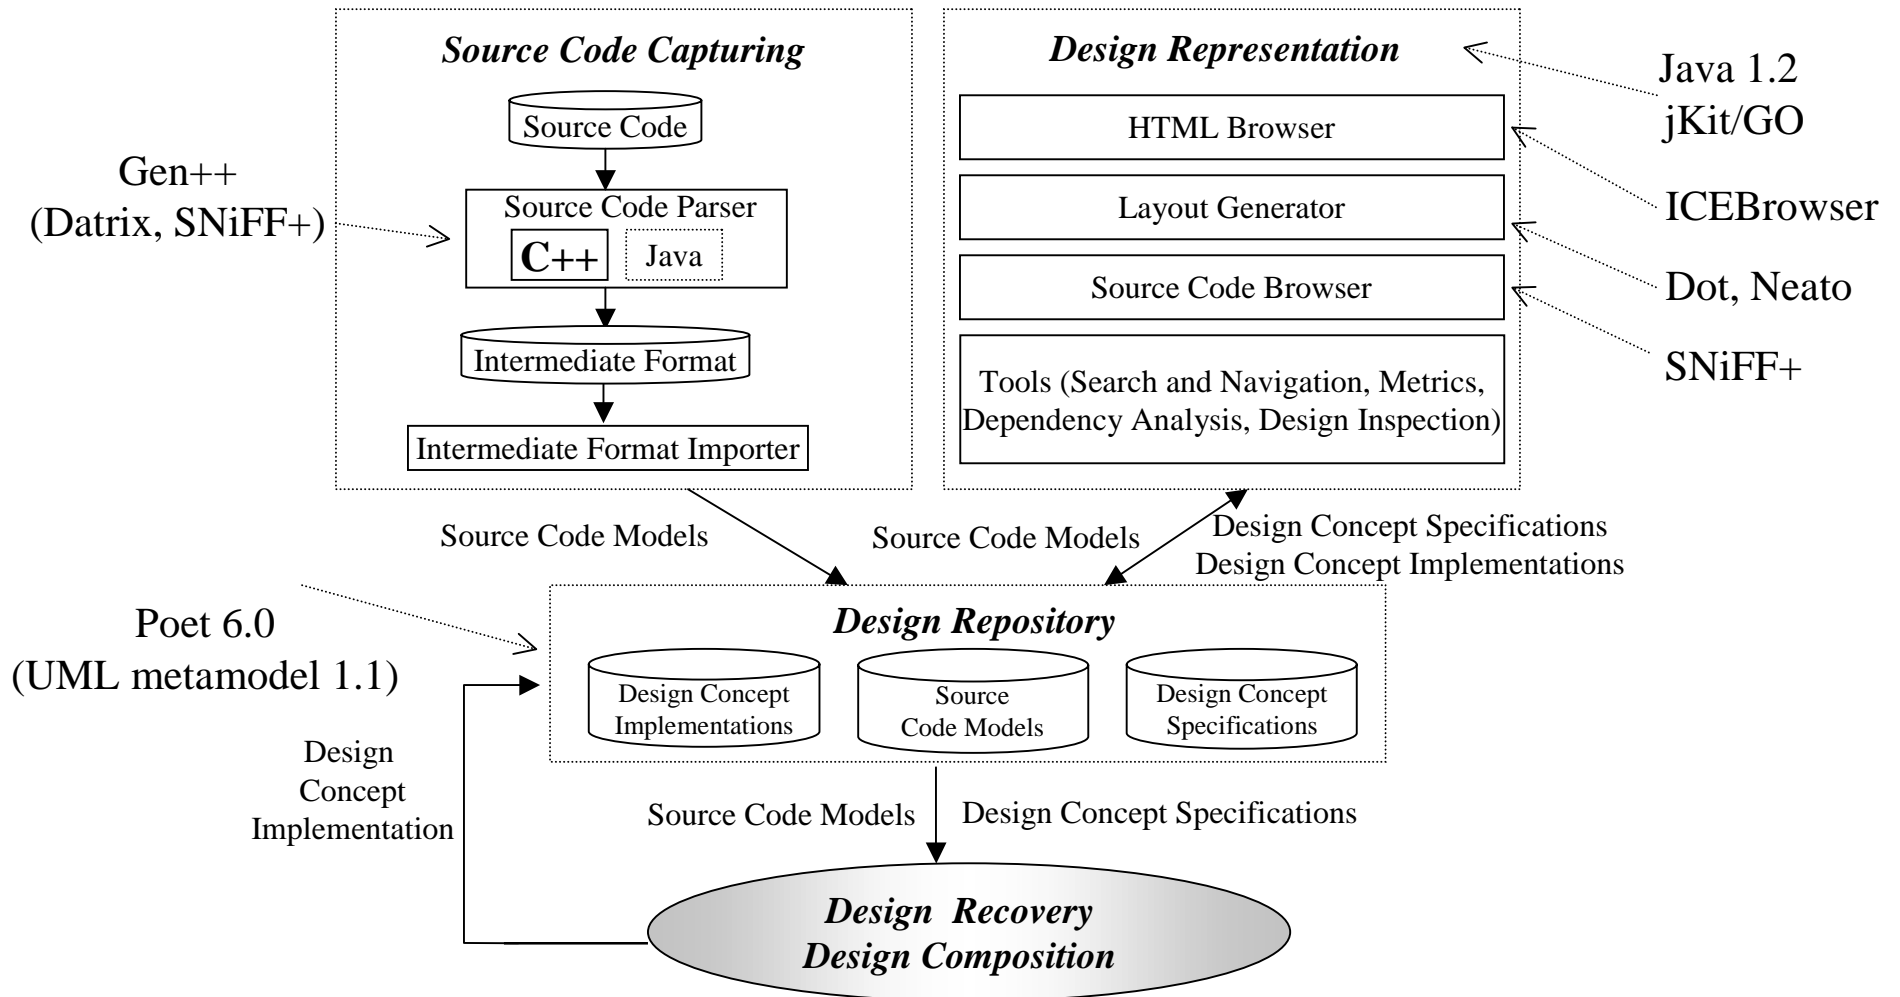 Source Code Capturing
Source Code
Source Code Parser
C++
Java
Intermediate Format
Intermediate Format Importer
Gen++
(Datrix, SNiFF+)
Design Representation
HTML Browser
Layout Generator
Source Code Browser
Tools (Search and Navigation, Metrics,
Dependency Analysis, Design Inspection)
Java 1.2
jKit/GO
ICEBrowser
Dot, Neato
SNiFF+
Source Code Models
Source Code Models
Design Concept Specifications
Design Concept Implementations
Poet 6.0
(UML metamodel 1.1)
Design Repository
Design Concept
Implementations
Source
Code Models
Design Concept
Specifications
Design
Concept
Implementation
Source Code Models
Design Concept Specifications
Design Recovery
Design Composition